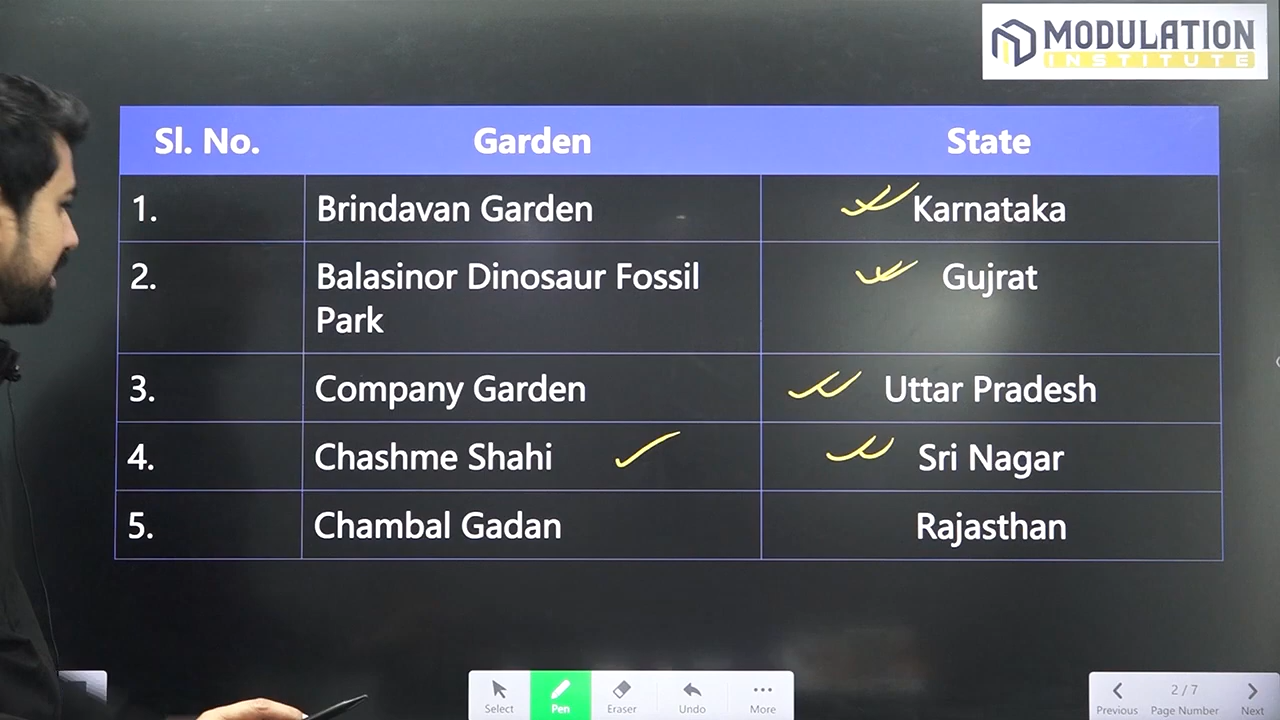 MODULATION
INSTITUTE
Sl. No. Garden State
1. Brindavan Garden Karnataka
2. Balasinor Dinosaur Fossil Gujrat
Park
3. Company Garden Uttar Pradesh
4. Chashme Shahi Sri Nagar
5. Chambal Gadan Rajasthan
Select Pen Eraser Undo More
2 / 7
Previous Page Number Next